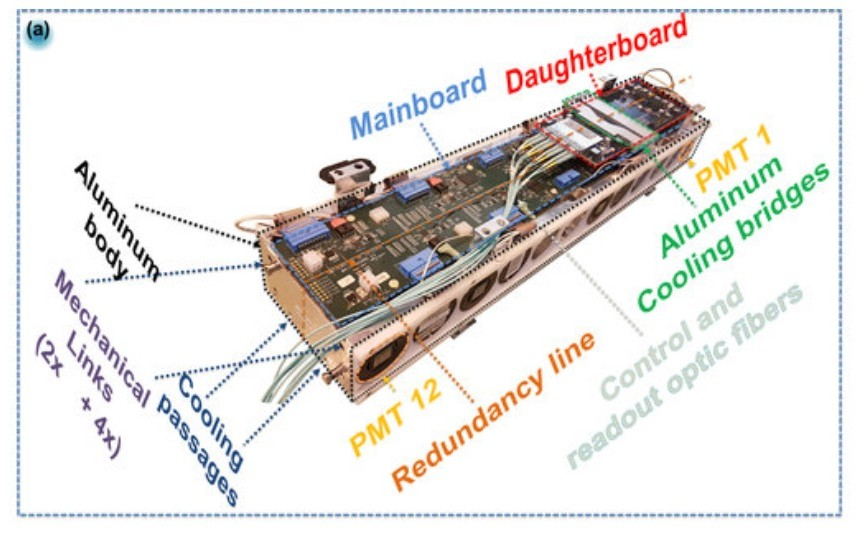 (a)
Mainboard
Daughterboard
Aluminum
body
PMT 1
Aluminum
Cooling bridges
Mechanical
Links
(2x + 4x)
Cooling
passages
PMT 12
Redundancy line
Control and
readout optic fibers